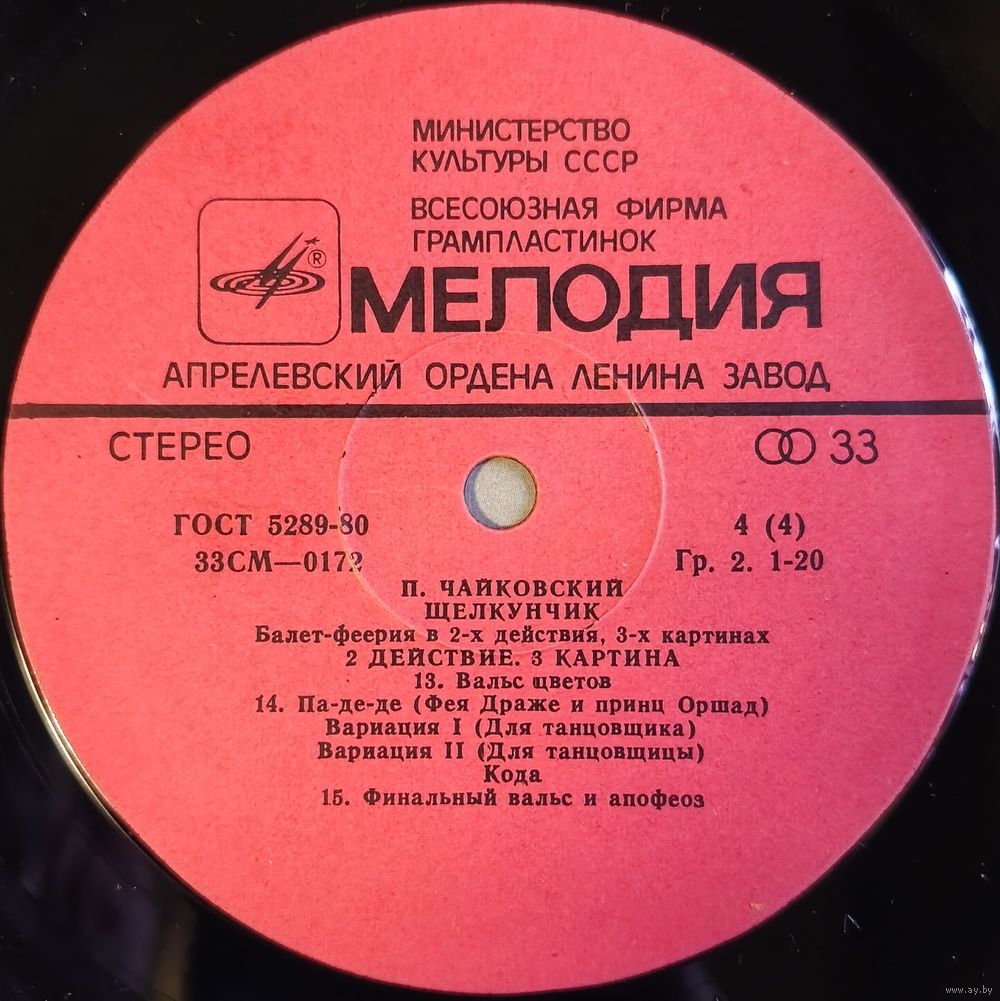 МИНИСТЕРСТВО
КУЛЬТУРЫ СССР
ВСЕСОЮЗНАЯ ФИРМА
ГРАМПЛАСТИНОК
®
МЕЛОДИЯ
АПРЕЛЕВСКИЙ ОРДЕНА ЛЕНИНА ЗАВОД
СТЕРЕО
33
ГОСТ 5289-80
4 (4)
33СМ—0172
Гр. 2. 1-20
П. ЧАЙКОВСКИЙ
ЩЕЛКУНЧИК
Балет-феерия в 2-х действия, 3-х картинах
2 ДЕЙСТВИЕ. 3 КАРТИНА
13. Вальс цветов
14. Па-де-де (Фея Драже и принц Оршад)
Вариация I (Для танцовщика)
Вариация II (Для танцовщицы)
Кода
15. Финальный вальс и апофеоз
www.ay.by